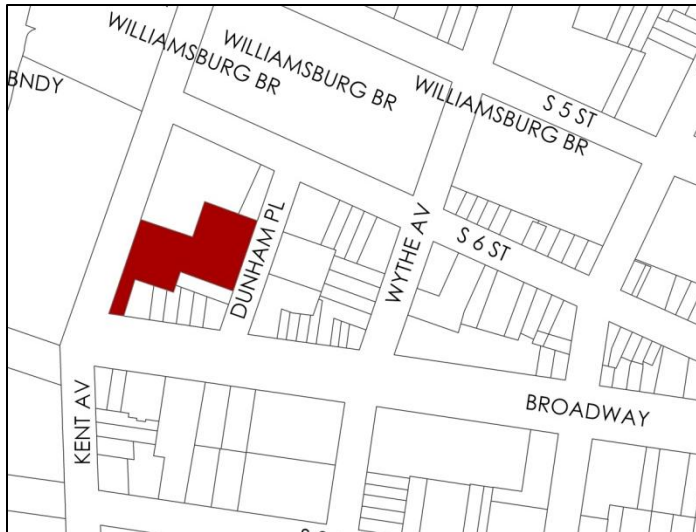 WILLIAMSBURG BR
WILLIAMSBURG BR
WILLIAMSBURG BR
BNDY
S 5 ST
DUNHAM PL
WYTHE AV
S 6 ST
KENT AV
BROADWAY